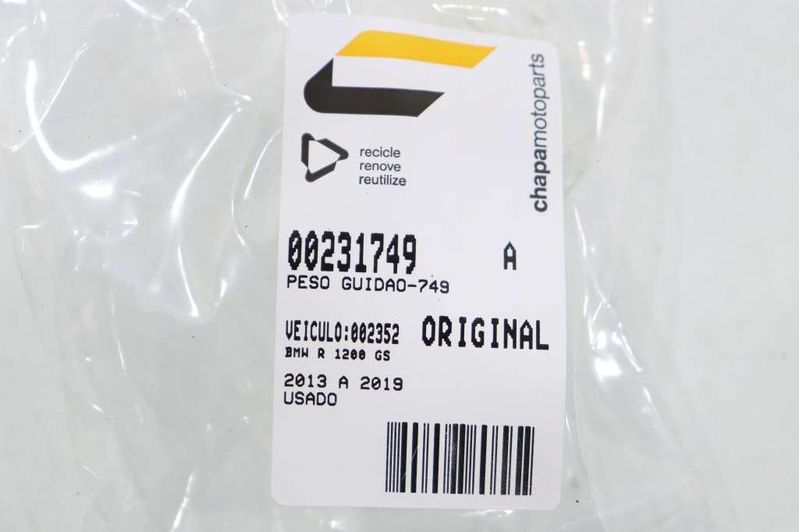 chapamotoparts
recicle
renove
reutilize
00231749 A
PESO GUIDAO-749
VEICULO:002352 ORIGINAL
BMW R 1200 GS
2013 A 2019
USADO